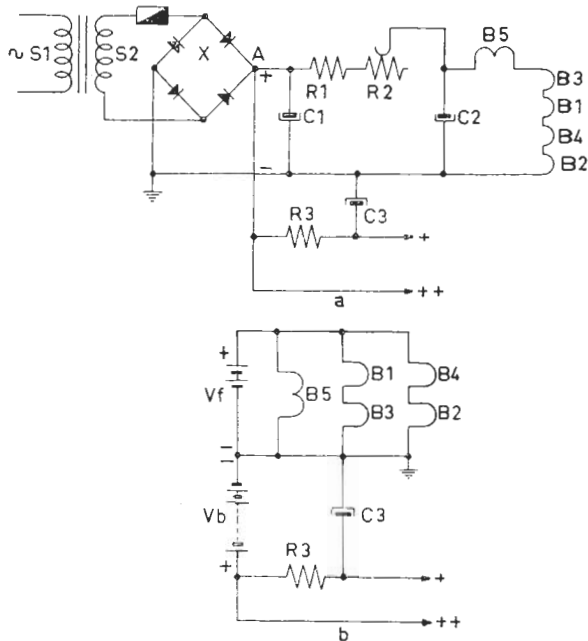 ~ S1 S2 X A B5
+ R1 R2 B3
C1 C2 B1
B4
− B2
R3 C3 +
++
a
+ B1 B4
Vf B5 B3 B2
−
−
Vb C3
R3
+ +
++
b